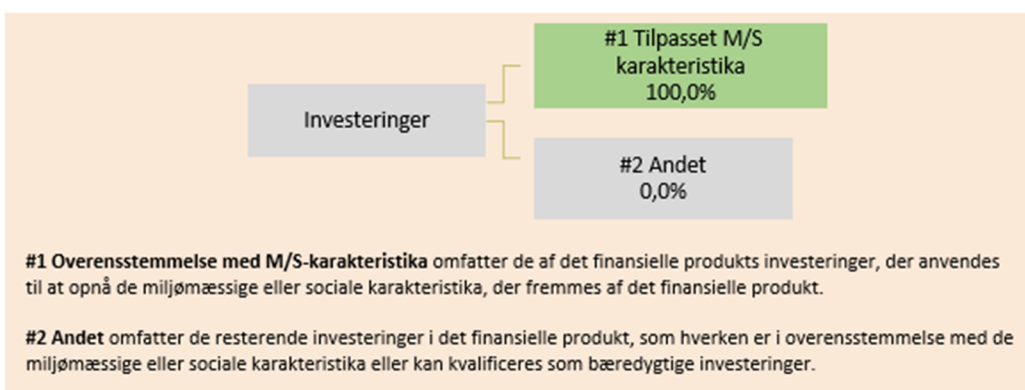 #1 Tilpasset M/S
karakteristika
100,0%
Investeringer
#2 Andet
0,0%
#1 Overensstemmelse med M/S-karakteristika omfatter de af det finansielle produkts investeringer, der anvendes
til at opnå de miljømæssige eller sociale karakteristika, der fremmes af det finansielle produkt.
#2 Andet omfatter de resterende investeringer i det finansielle produkt, som hverken er i overensstemmelse med de
miljømæssige eller sociale karakteristika eller kan kvalificeres som bæredygtige investeringer.